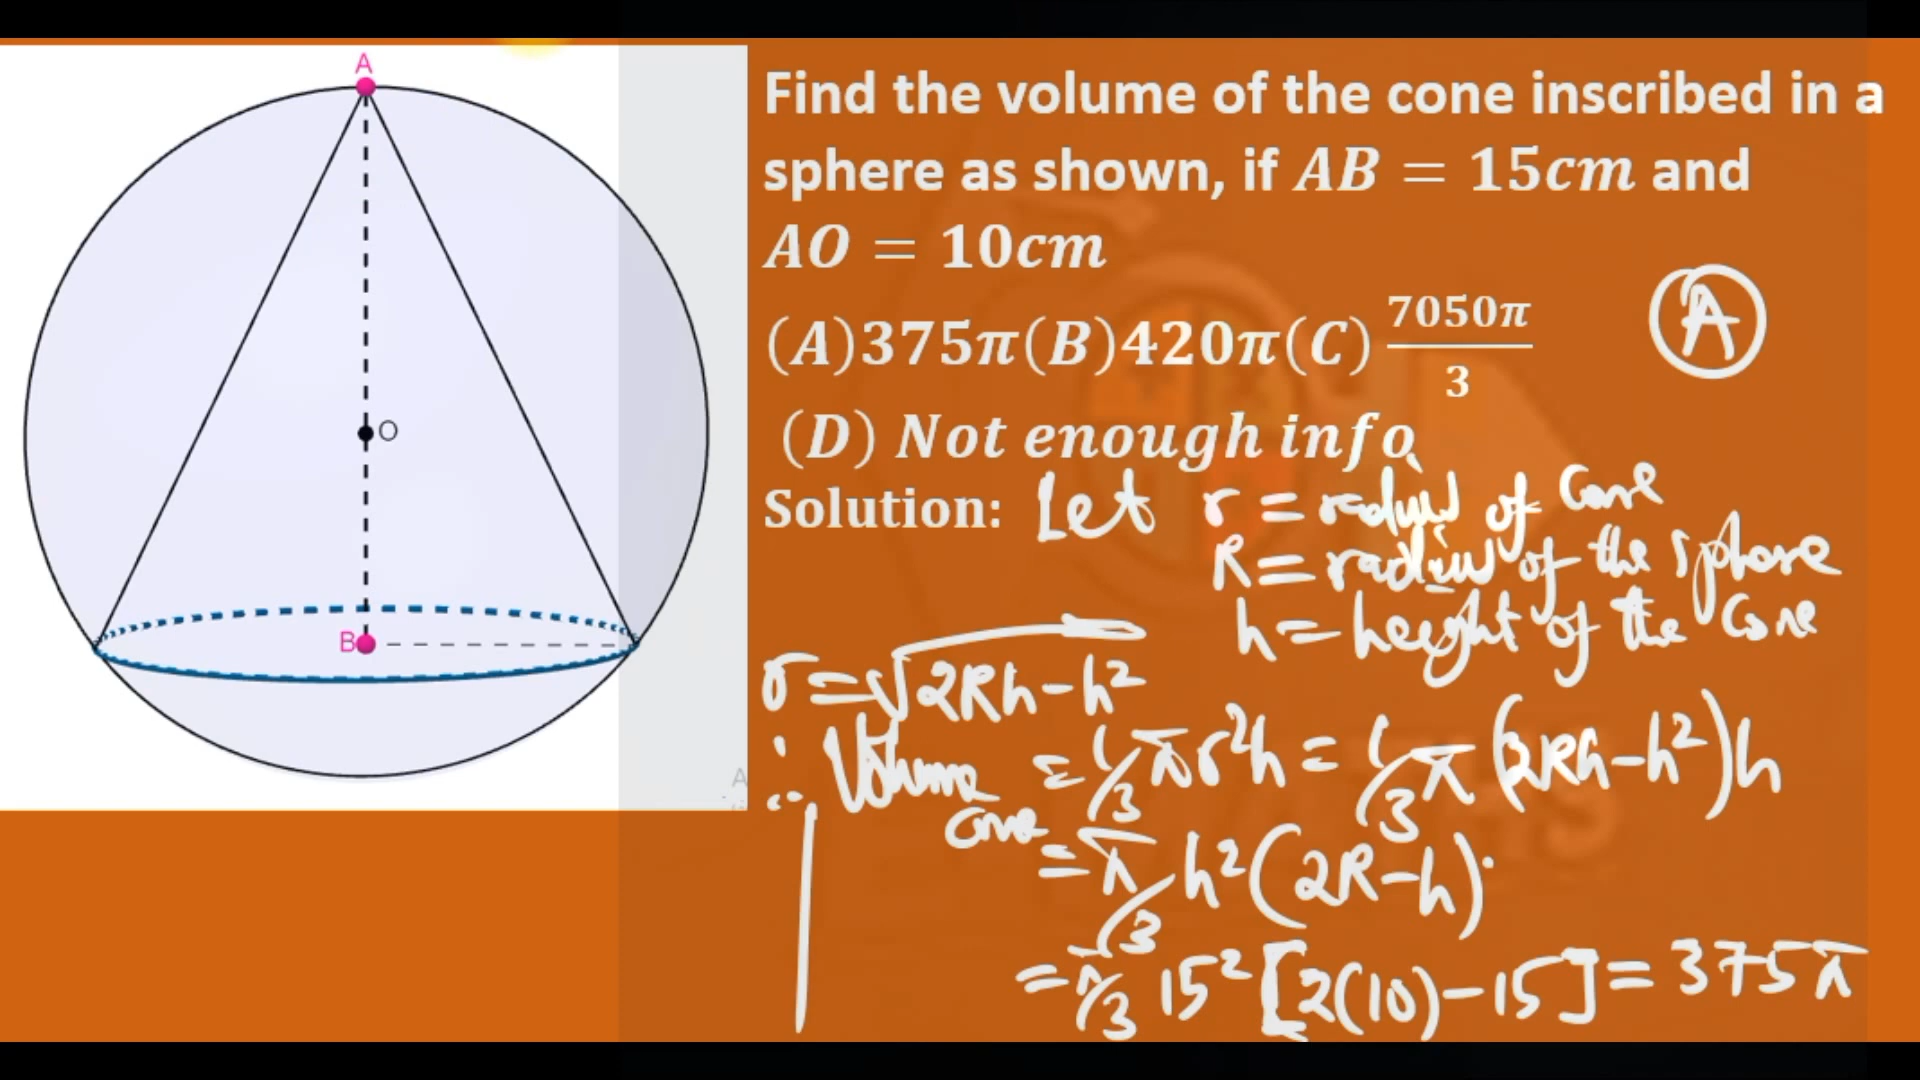 A
O
B
Find the volume of the cone inscribed in a
sphere as shown, if AB = 15cm and
AO = 10cm
(A)375π(B)420π(C) 7050π/3
(A)
(D) Not enough info
Solution: Let r = radius of Cone
R = radius of the sphere
h = height of the Cone
r = √2Rh-h²
∴ Volume cone = 1/3 πr²h = 1/3 π (2Rh-h²)h
= π/3 h²(2R-h)
= π/3 15²[2(10)-15] = 375π